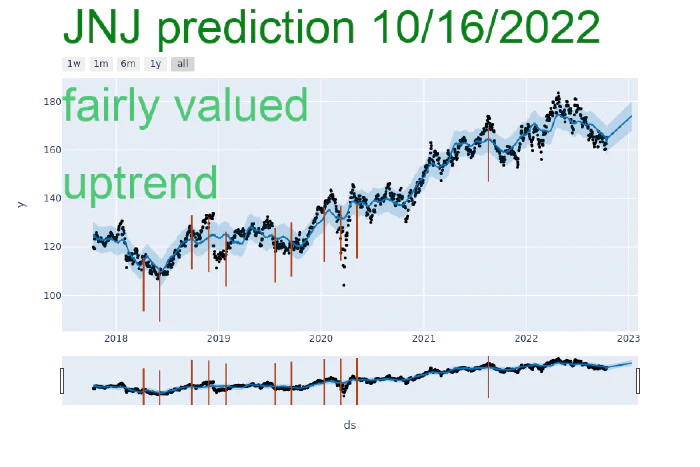 JNJ prediction 10/16/2022
1w 1m 6m 1y all
fairly valued
uptrend
180
160
140
120
100
y
2018 2019 2020 2021 2022 2023
ds